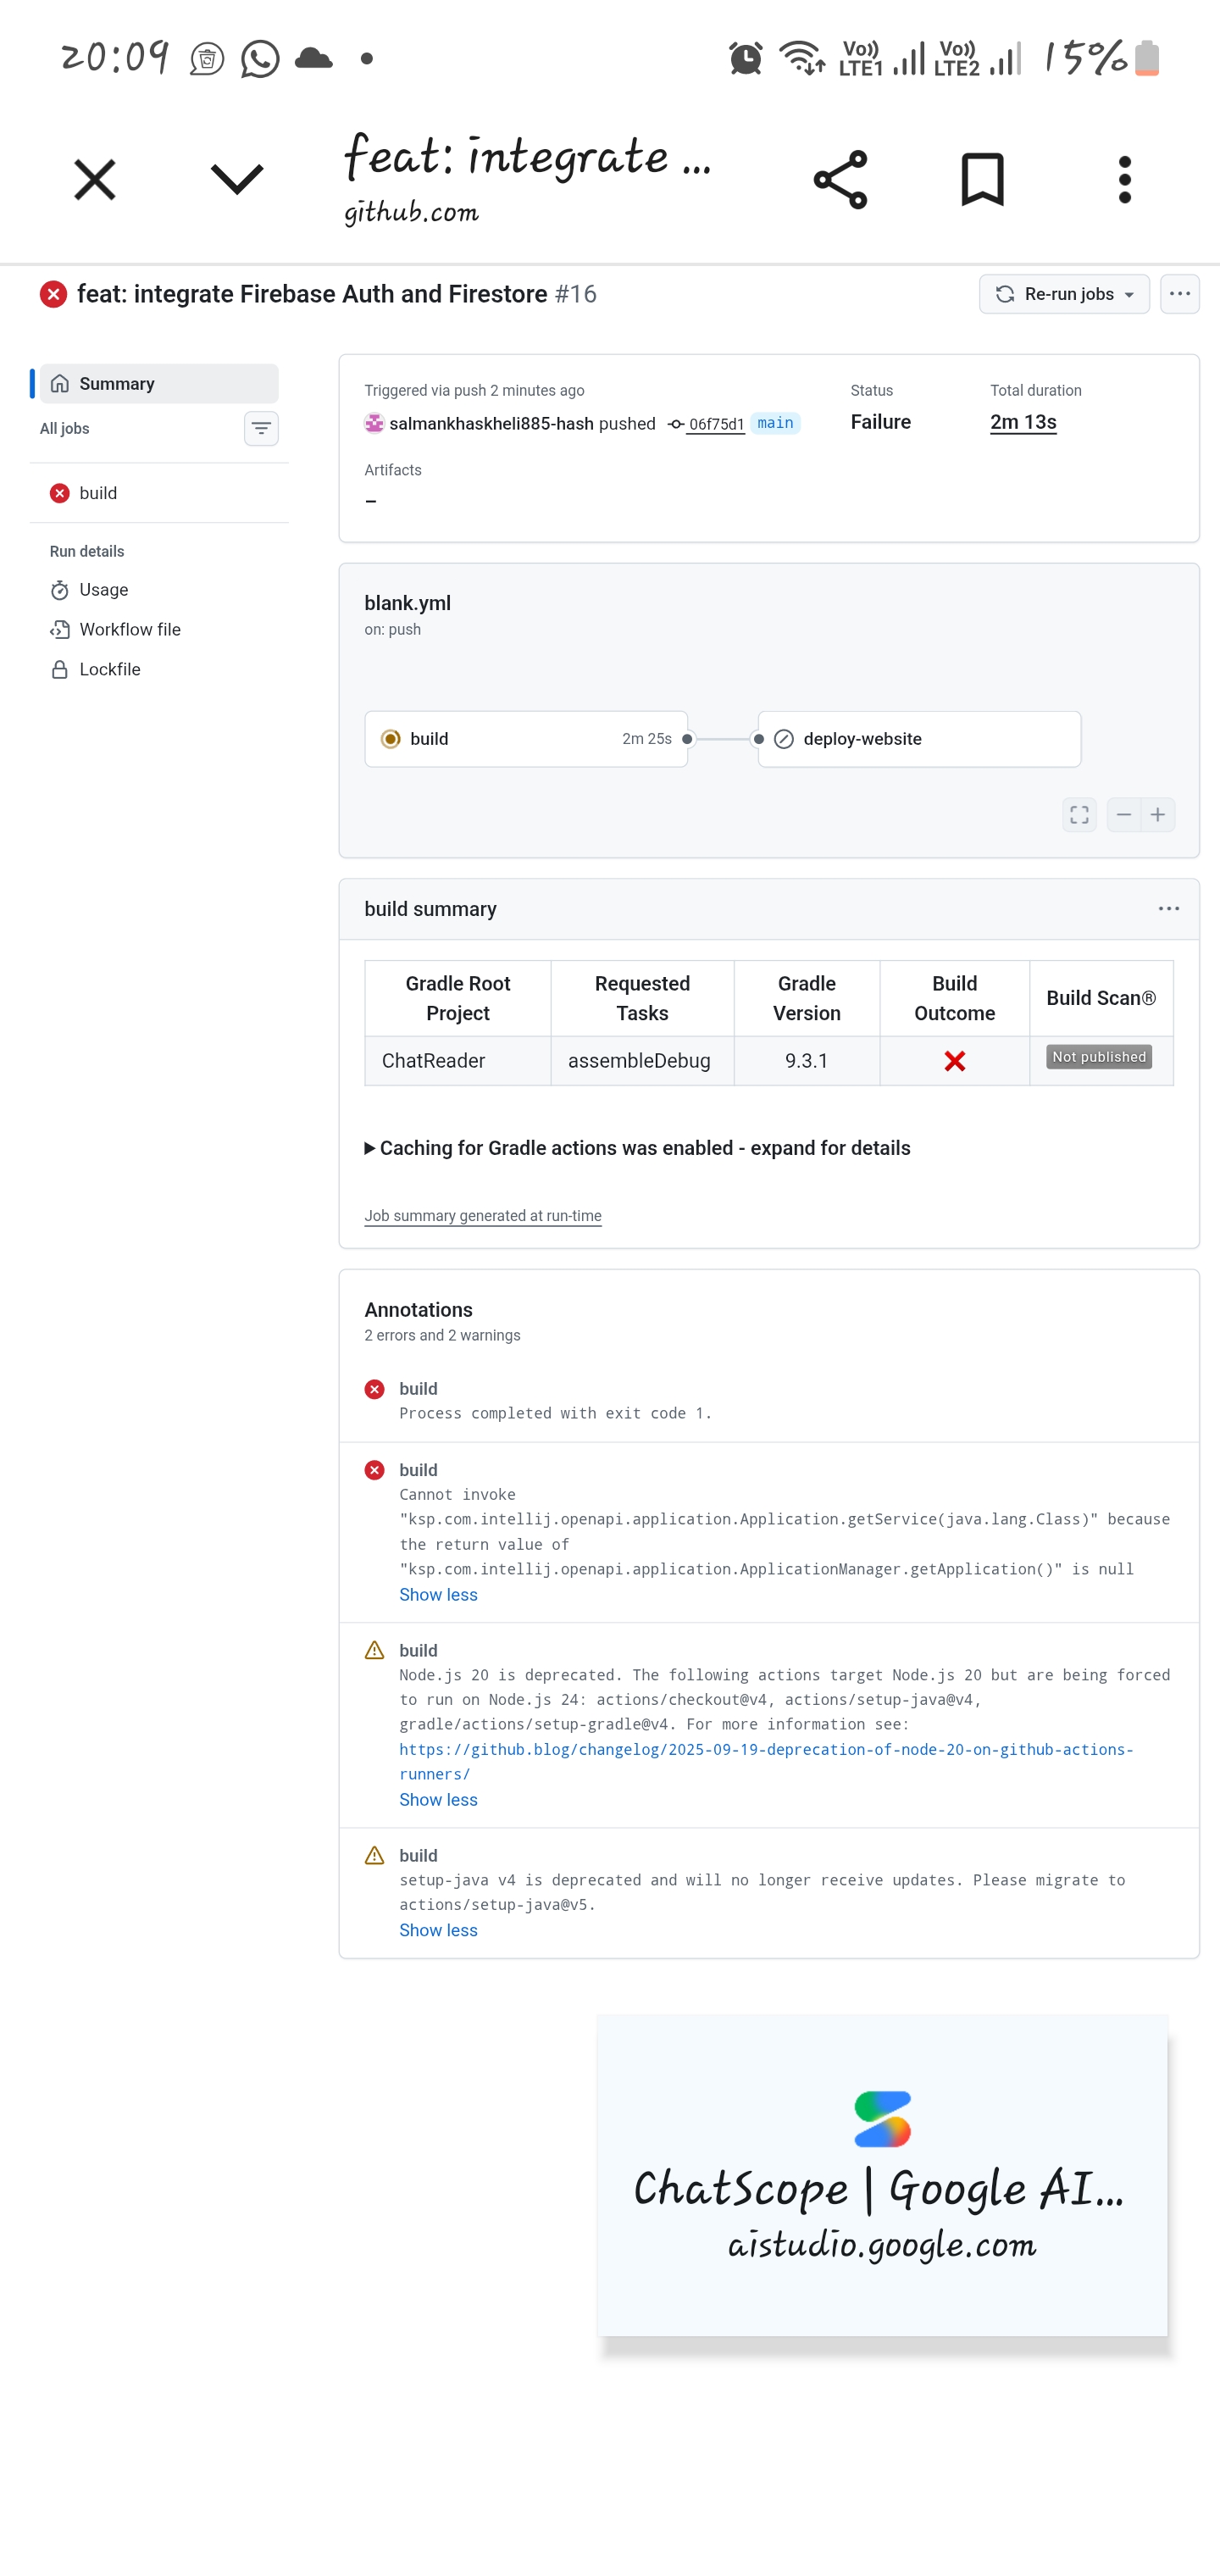 20:09
Vo)) LTE1
Vo)) LTE2
15%
feat: integrate ...
github.com
feat: integrate Firebase Auth and Firestore #16
Re-run jobs
Summary
All jobs
build
Run details
Usage
Workflow file
Lockfile
Triggered via push 2 minutes ago
salmankhaskheli885-hash pushed 06f75d1 main
Status
Failure
Total duration
2m 13s
Artifacts
–
blank.yml
on: push
build 2m 25s
deploy-website
build summary
Gradle Root Project
Requested Tasks
Gradle Version
Build Outcome
Build Scan®
ChatReader
assembleDebug
9.3.1
Not published
Caching for Gradle actions was enabled - expand for details
Job summary generated at run-time
Annotations
2 errors and 2 warnings
build
Process completed with exit code 1.
build
Cannot invoke
"ksp.com.intellij.openapi.application.Application.getService(java.lang.Class)" because
the return value of
"ksp.com.intellij.openapi.application.ApplicationManager.getApplication()" is null
Show less
build
Node.js 20 is deprecated. The following actions target Node.js 20 but are being forced
to run on Node.js 24: actions/checkout@v4, actions/setup-java@v4,
gradle/actions/setup-gradle@v4. For more information see:
https://github.blog/changelog/2025-09-19-deprecation-of-node-20-on-github-actions-
runners/
Show less
build
setup-java v4 is deprecated and will no longer receive updates. Please migrate to
actions/setup-java@v5.
Show less
ChatScope | Google AI...
aistudio.google.com